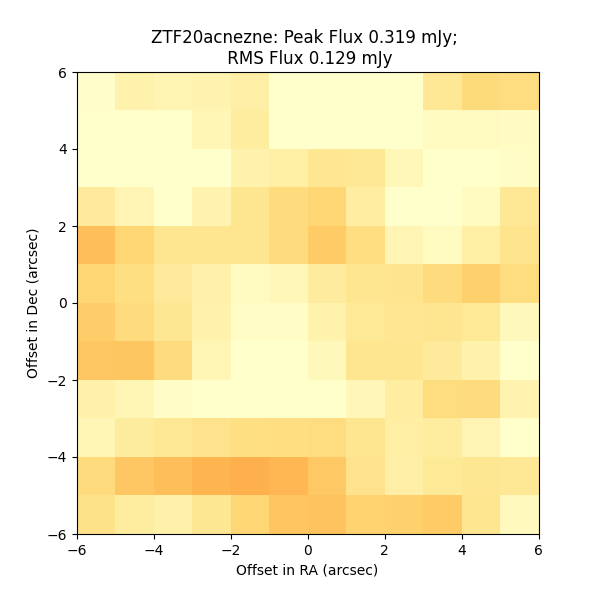 ZTF20acnezne: Peak Flux 0.319 mJy;
RMS Flux 0.129 mJy
6
4
2
0
−2
−4
−6
Offset in Dec (arcsec)
−6 −4 −2 0 2 4 6
Offset in RA (arcsec)